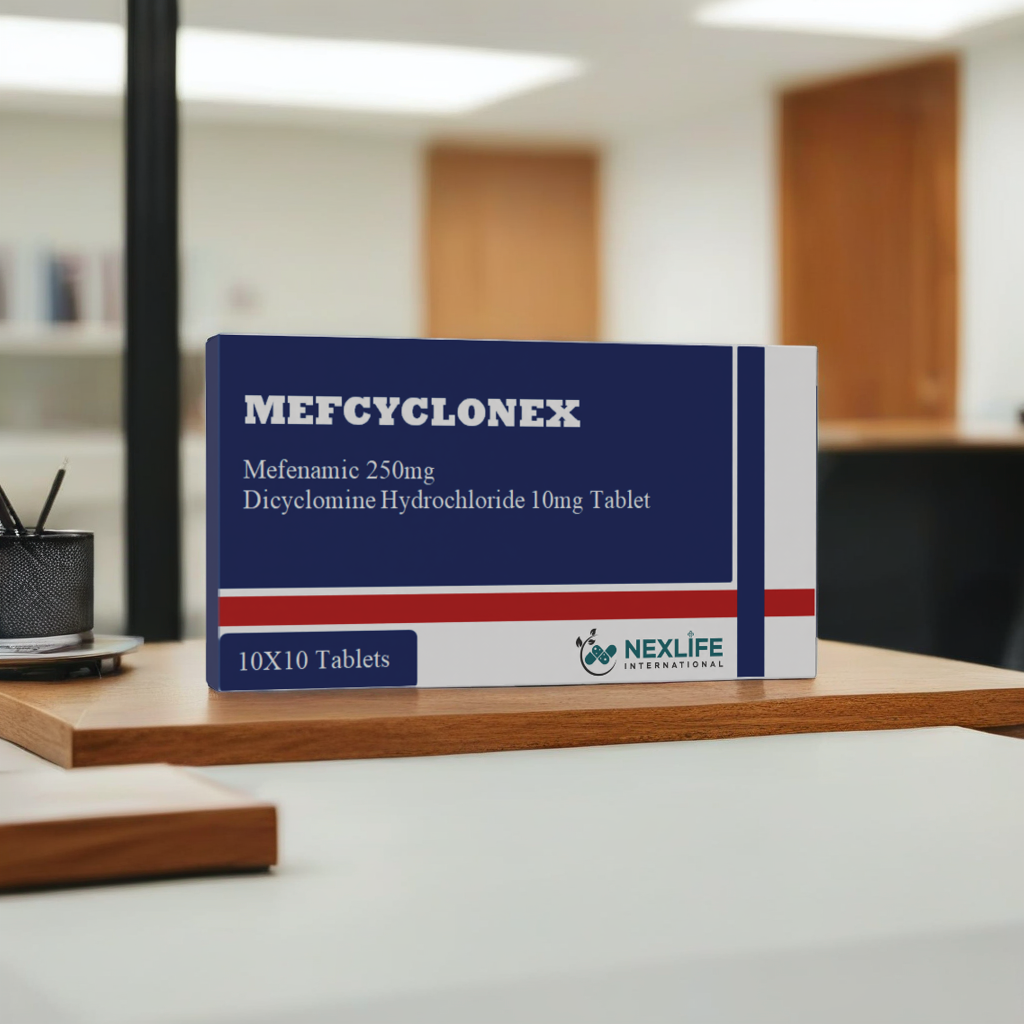 MEFCYCLONEX
Mefenamic 250mg
Dicyclomine Hydrochloride 10mg Tablet
10X10 Tablets
NEXLIFE
INTERNATIONAL